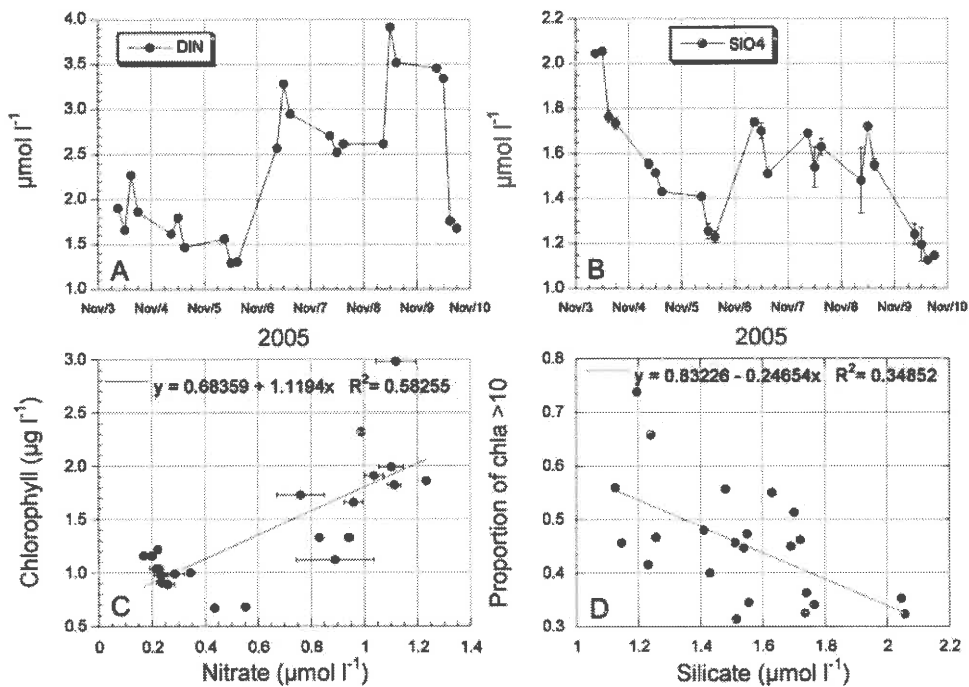 4.0
3.5
3.0
2.5
2.0
1.5
1.0
µmol l-1
DIN
A
Nov/3 Nov/4 Nov/5 Nov/6 Nov/7 Nov/8 Nov/9 Nov/10
2005
2.2
2.0
1.8
1.6
1.4
1.2
1.0
µmol l-1
SIO4
B
Nov/3 Nov/4 Nov/5 Nov/6 Nov/7 Nov/8 Nov/9 Nov/10
2005
3.0
2.5
2.0
1.5
1.0
0.5
Chlorophyll (µg l-1)
y = 0.68359 + 1.1194x R2= 0.58255
C
0 0.2 0.4 0.6 0.8 1 1.2 1.4
Nitrate (µmol l-1)
0.8
0.7
0.6
0.5
0.4
0.3
Proportion of chla >10
y = 0.83226 - 0.24654x R2= 0.34852
D
1 1.2 1.4 1.6 1.8 2 2.2
Silicate (µmol l-1)